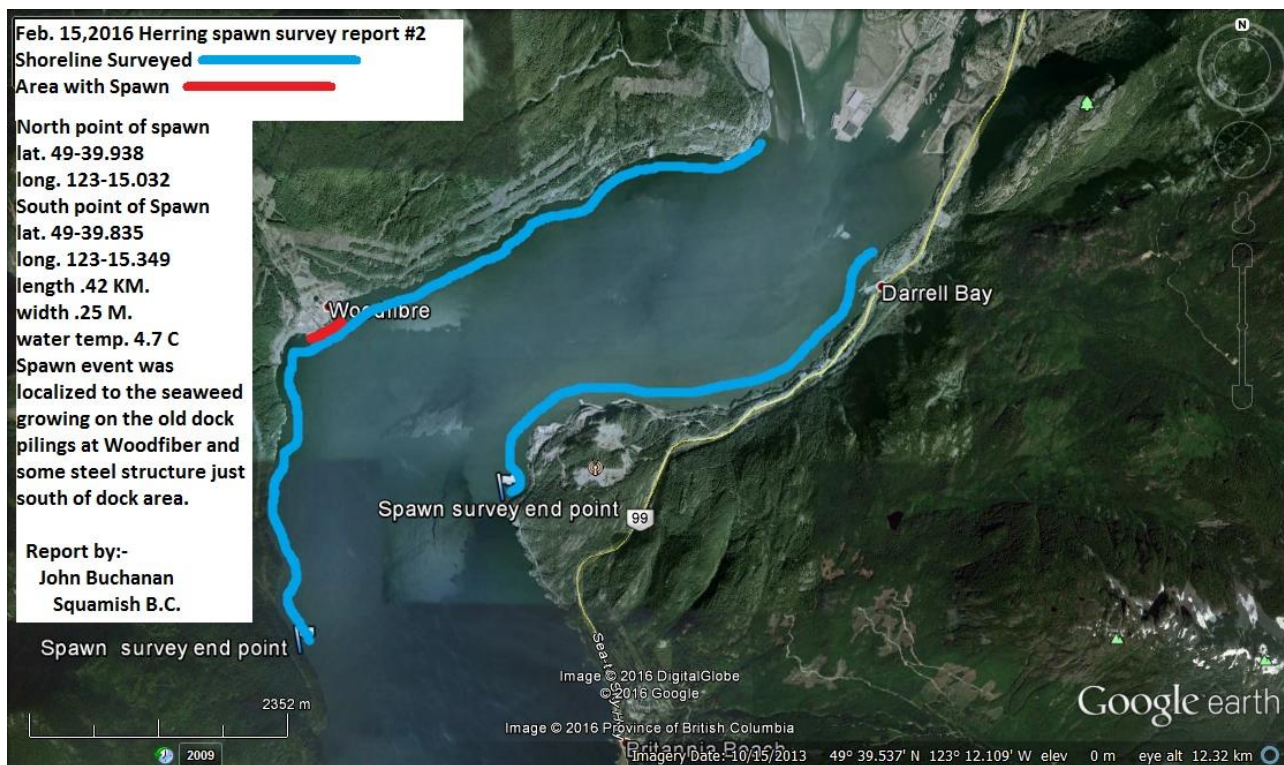 Feb. 15,2016 Herring spawn survey report #2
Shoreline Surveyed
Area with Spawn
North point of spawn
lat. 49-39.938
long. 123-15.032
South point of Spawn
lat. 49-39.835
long. 123-15.349
length .42 KM.
width .25 M.
water temp. 4.7 C
Spawn event was
localized to the seaweed
growing on the old dock
pilings at Woodfiber and
some steel structure just
south of dock area.
Report by:-
John Buchanan
Squamish B.C.
N
Woodfibre
Darrell Bay
Spawn survey end point
99
Spawn survey end point
Sea-to-Sky Hwy
2352 m
Image © 2016 DigitalGlobe
© 2016 Google
Image © 2016 Province of British Columbia
Britannia Beach
Google earth
2009
Imagery Date: 10/15/2013 49° 39.537' N 123° 12.109' W elev 0 m eye alt 12.32 km